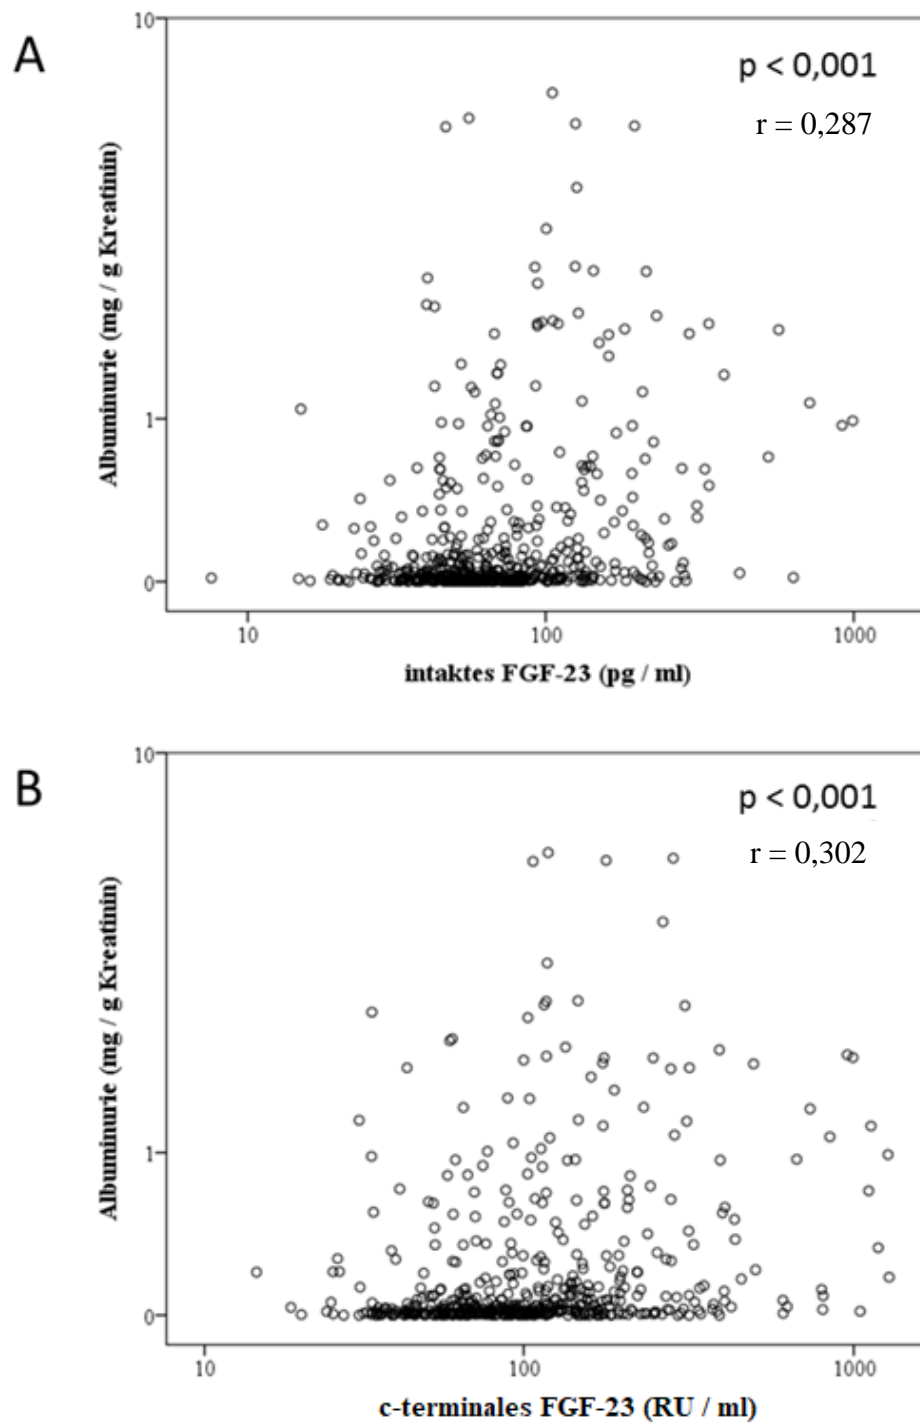 A
10
p < 0,001
r = 0,287
Albuminurie (mg / g Kreatinin)
1
0
10
100
1000
intaktes FGF-23 (pg / ml)
B
10
p < 0,001
r = 0,302
Albuminurie (mg / g Kreatinin)
1
0
10
100
1000
c-terminales FGF-23 (RU / ml)